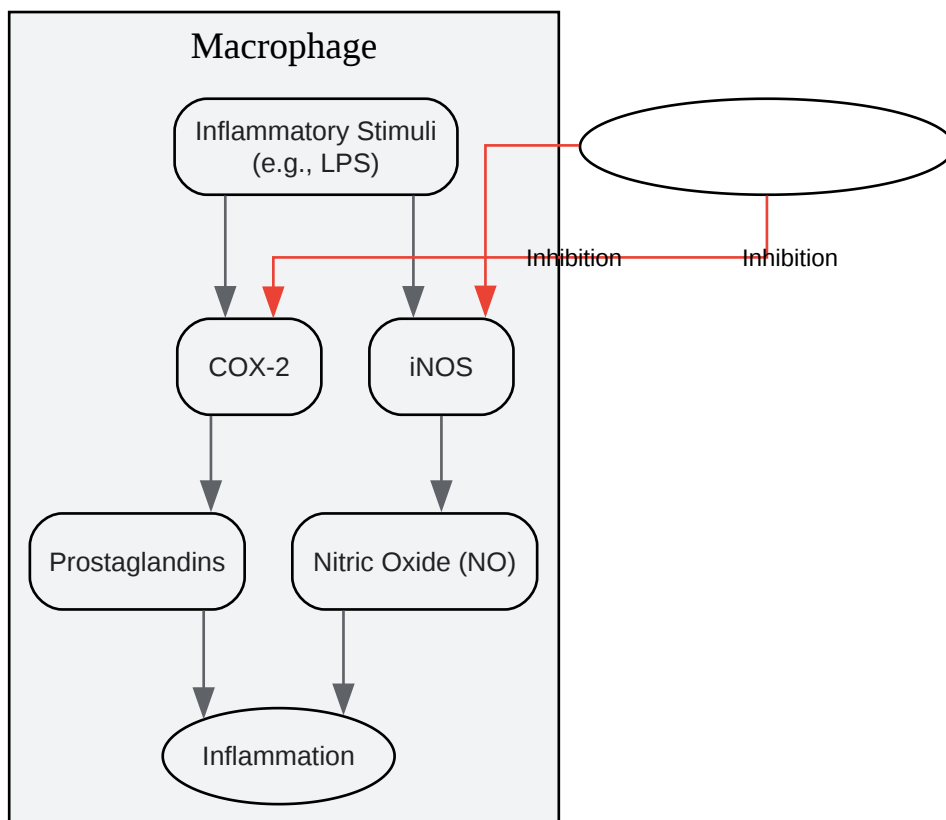 Macrophage
Inflammatory Stimuli
(e.g., LPS)
Inhibition
Inhibition
COX-2
iNOS
Prostaglandins
Nitric Oxide (NO)
Inflammation